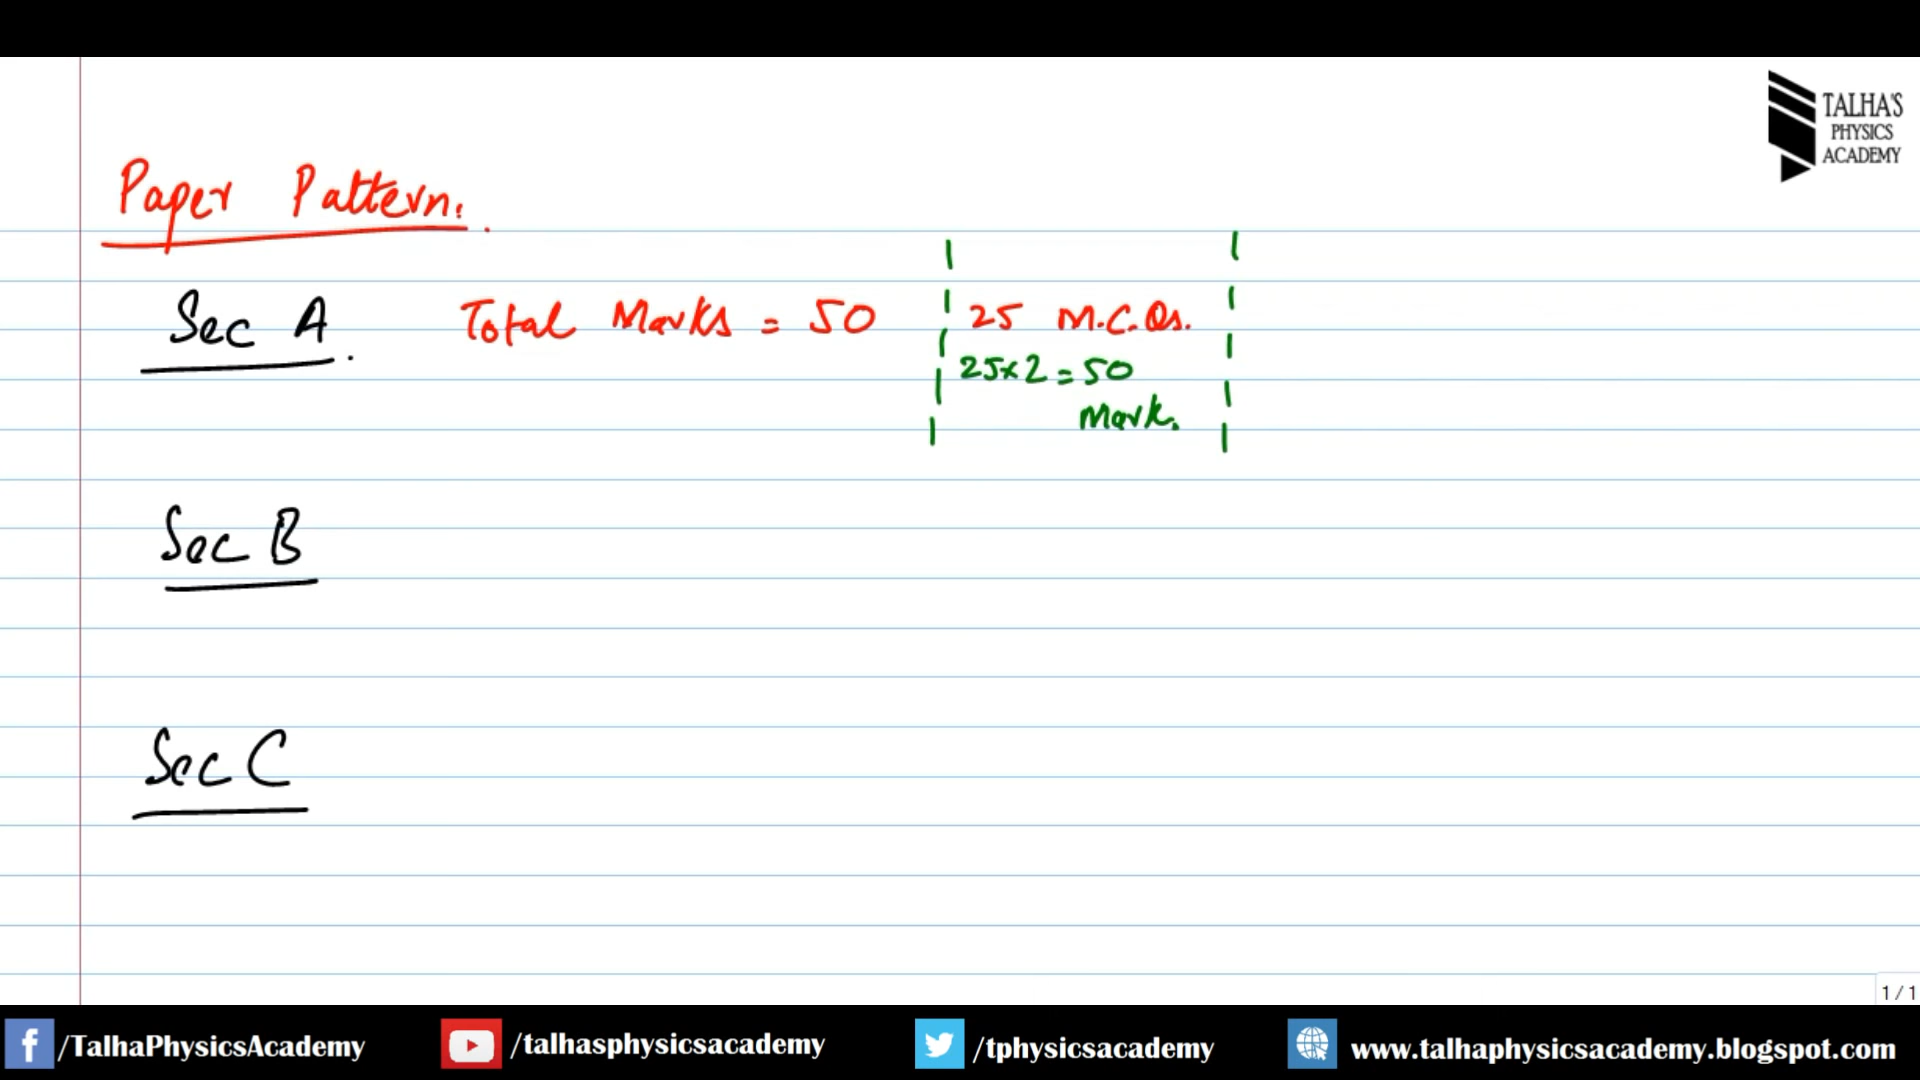 TALHA'S
PHYSICS
ACADEMY
Paper Pattern.
Sec A Total Marks = 50 25 M.C.Qs.
25x2=50
Mark.
Sec B
Sec C
1 / 1
/TalhaPhysicsAcademy /talhasphysicsacademy /tphysicsacademy www.talhaphysicsacademy.blogspot.com